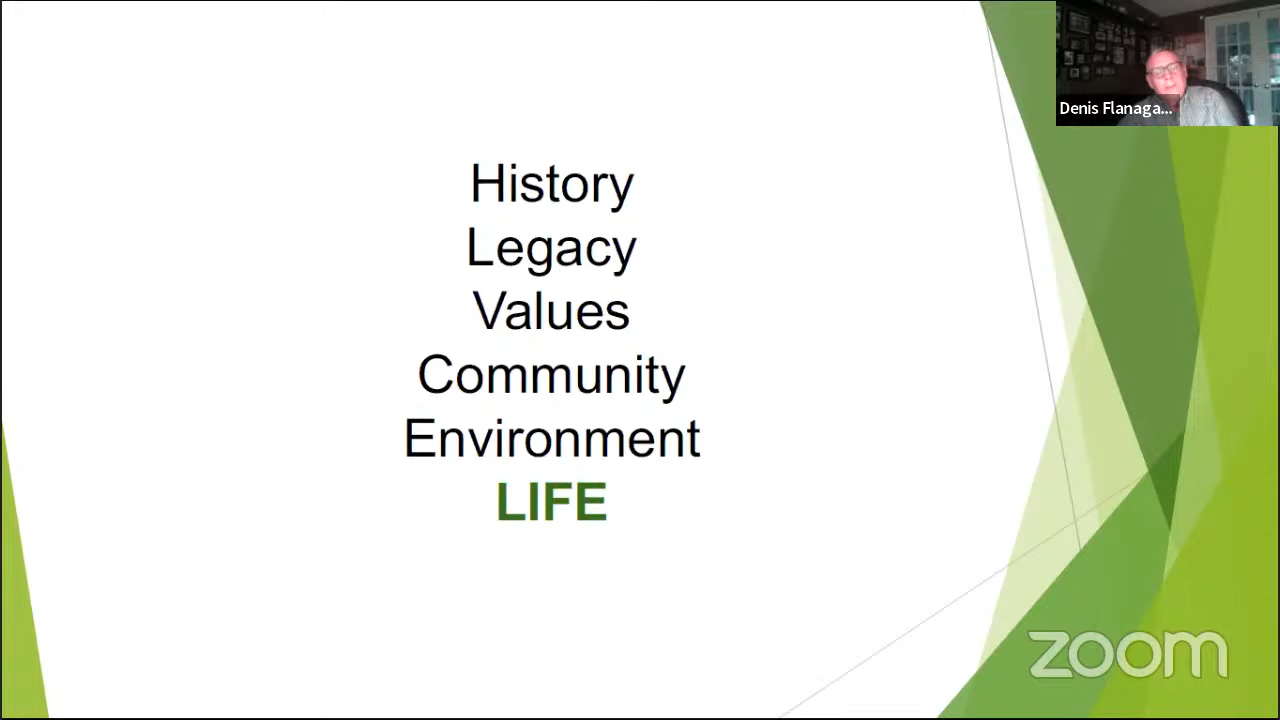 Denis Flanaga...
History
Legacy
Values
Community
Environment
LIFE
zoom